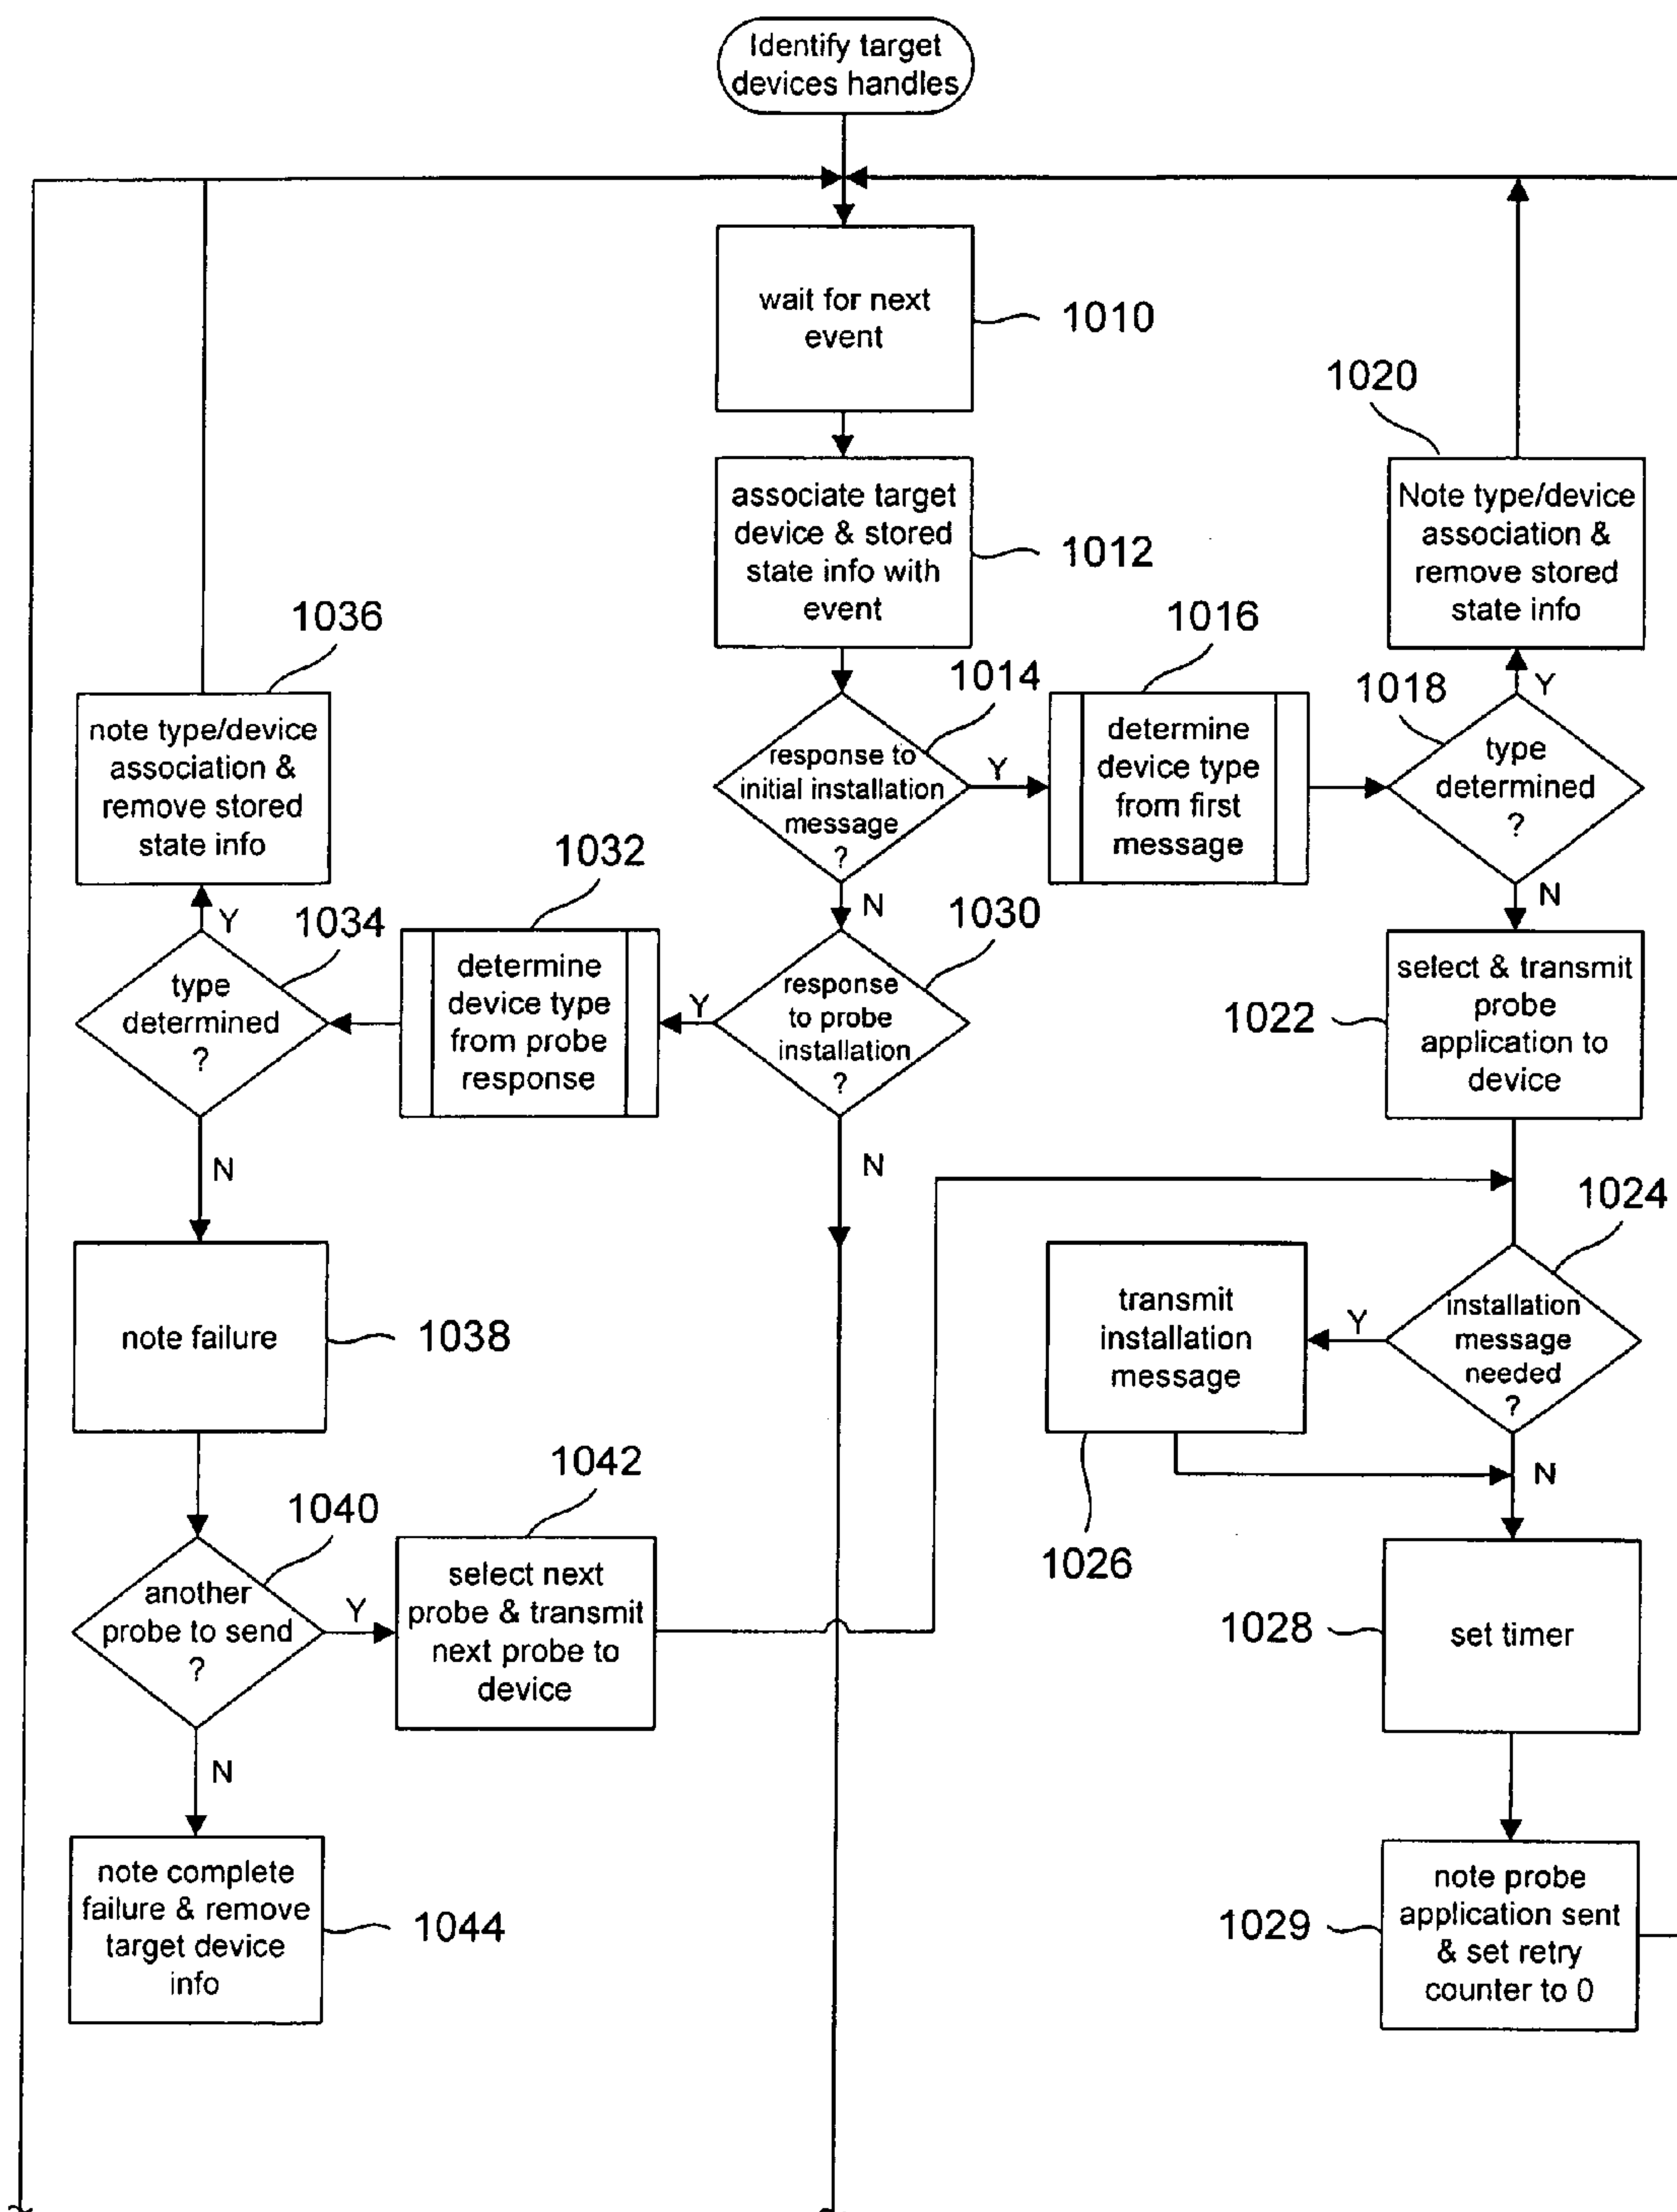 Identify target
devices handles
wait for next
event
1010
associate target
device & stored
state info with
event
1012
1020
Note type/device
association &
remove stored
state info
1036
note type/device
association &
remove stored
state info
1014
response to
initial installation
message
?
Y
N
1016
determine
device type
from first
message
1018
type
determined
?
Y
N
1030
response
to probe
installation
?
Y
N
1032
determine
device type
from probe
response
1034
type
determined
?
Y
N
1022
select & transmit
probe
application to
device
1024
installation
message
needed
?
Y
N
transmit
installation
message
1026
note failure
1038
1040
another
probe to send
?
Y
N
1042
select next
probe & transmit
next probe to
device
1028
set timer
note complete
failure & remove
target device
info
1044
1029
note probe
application sent
& set retry
counter to 0